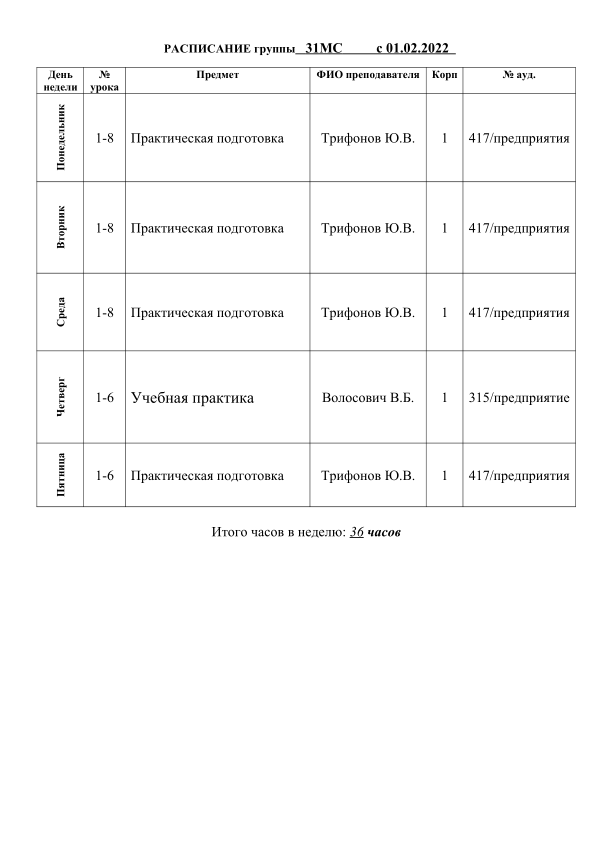 РАСПИСАНИЕ группы 31МС с 01.02.2022
День недели № урока Предмет ФИО преподавателя Корп № ауд.
Понедельник 1-8 Практическая подготовка Трифонов Ю.В. 1 417/предприятия
Вторник 1-8 Практическая подготовка Трифонов Ю.В. 1 417/предприятия
Среда 1-8 Практическая подготовка Трифонов Ю.В. 1 417/предприятия
Четверг 1-6 Учебная практика Волосович В.Б. 1 315/предприятие
Пятница 1-6 Практическая подготовка Трифонов Ю.В. 1 417/предприятия
Итого часов в неделю: 36 часов